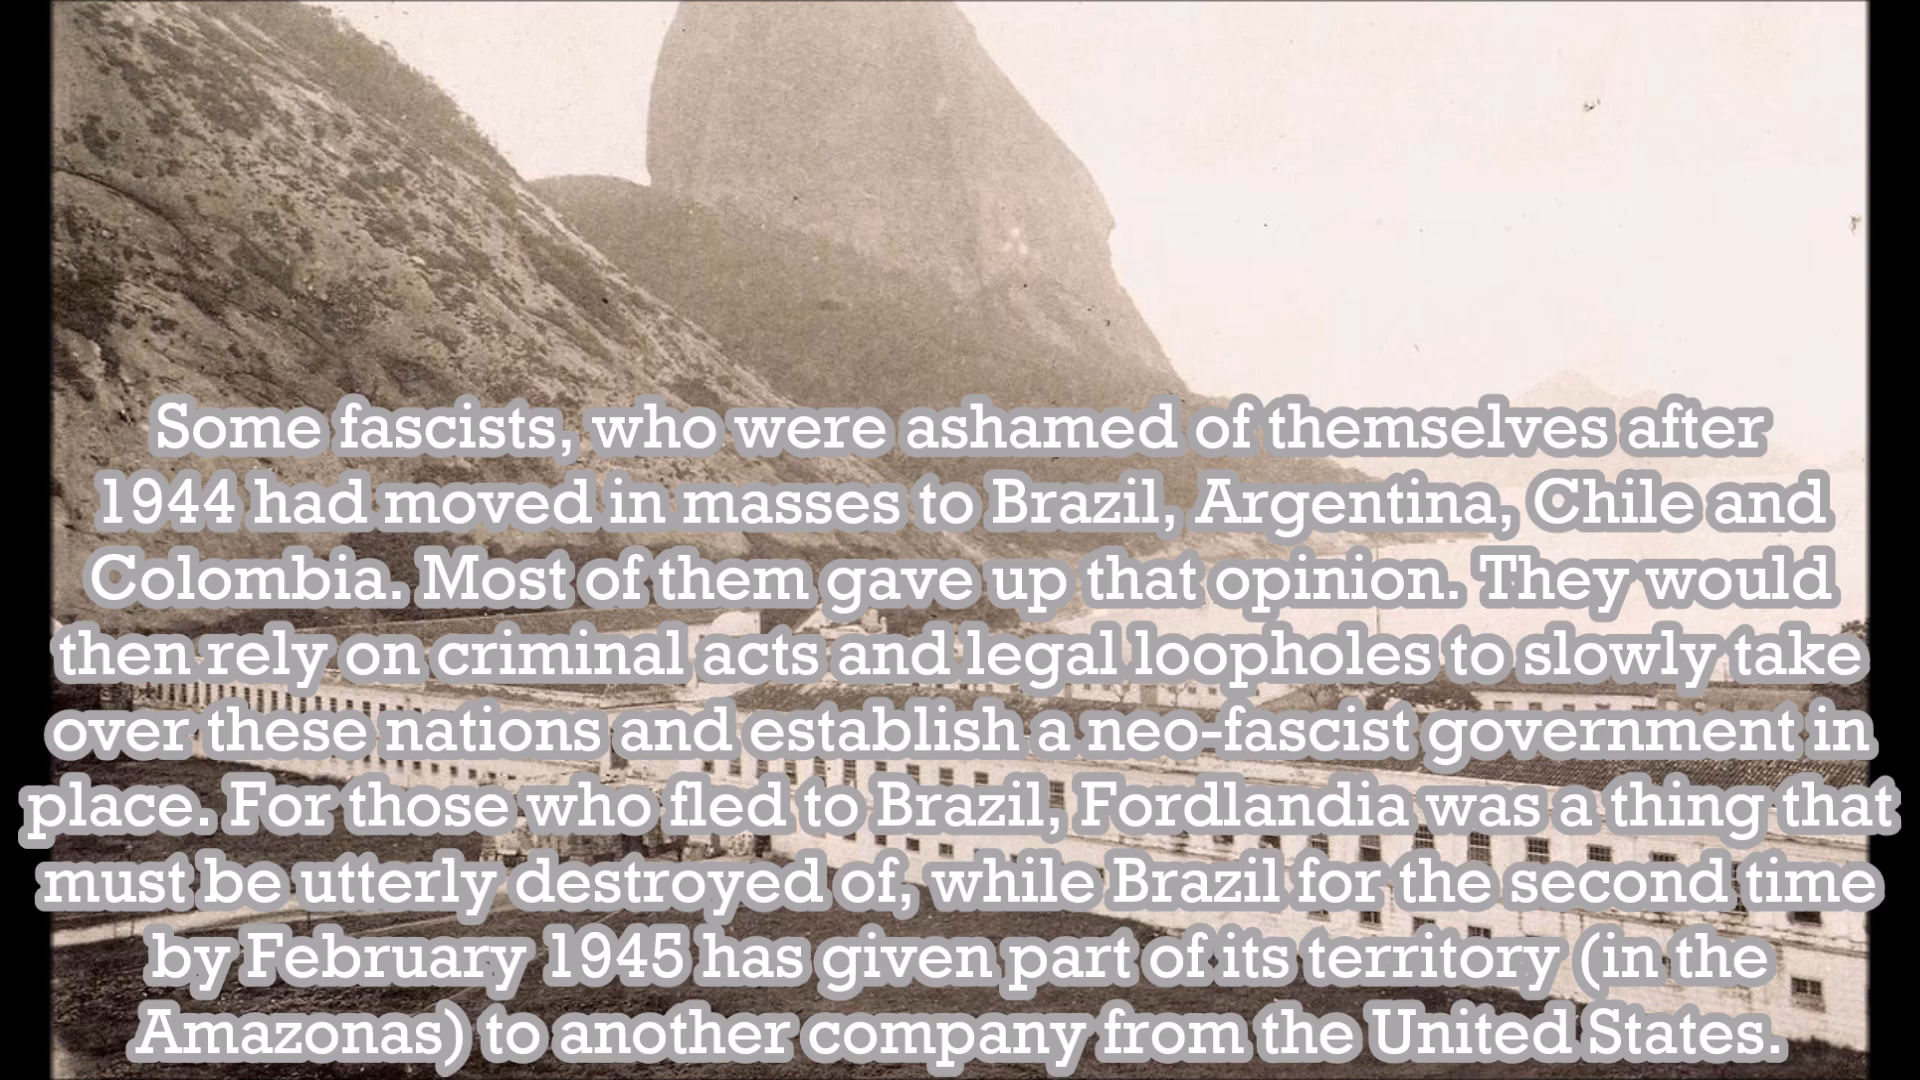 Some fascists, who were ashamed of themselves after
1944 had moved in masses to Brazil, Argentina, Chile and
Colombia. Most of them gave up that opinion. They would
then rely on criminal acts and legal loopholes to slowly take
over these nations and establish a neo-fascist government in
place. For those who fled to Brazil, Fordlandia was a thing that
must be utterly destroyed of, while Brazil for the second time
by February 1945 has given part of its territory (in the
Amazonas) to another company from the United States.